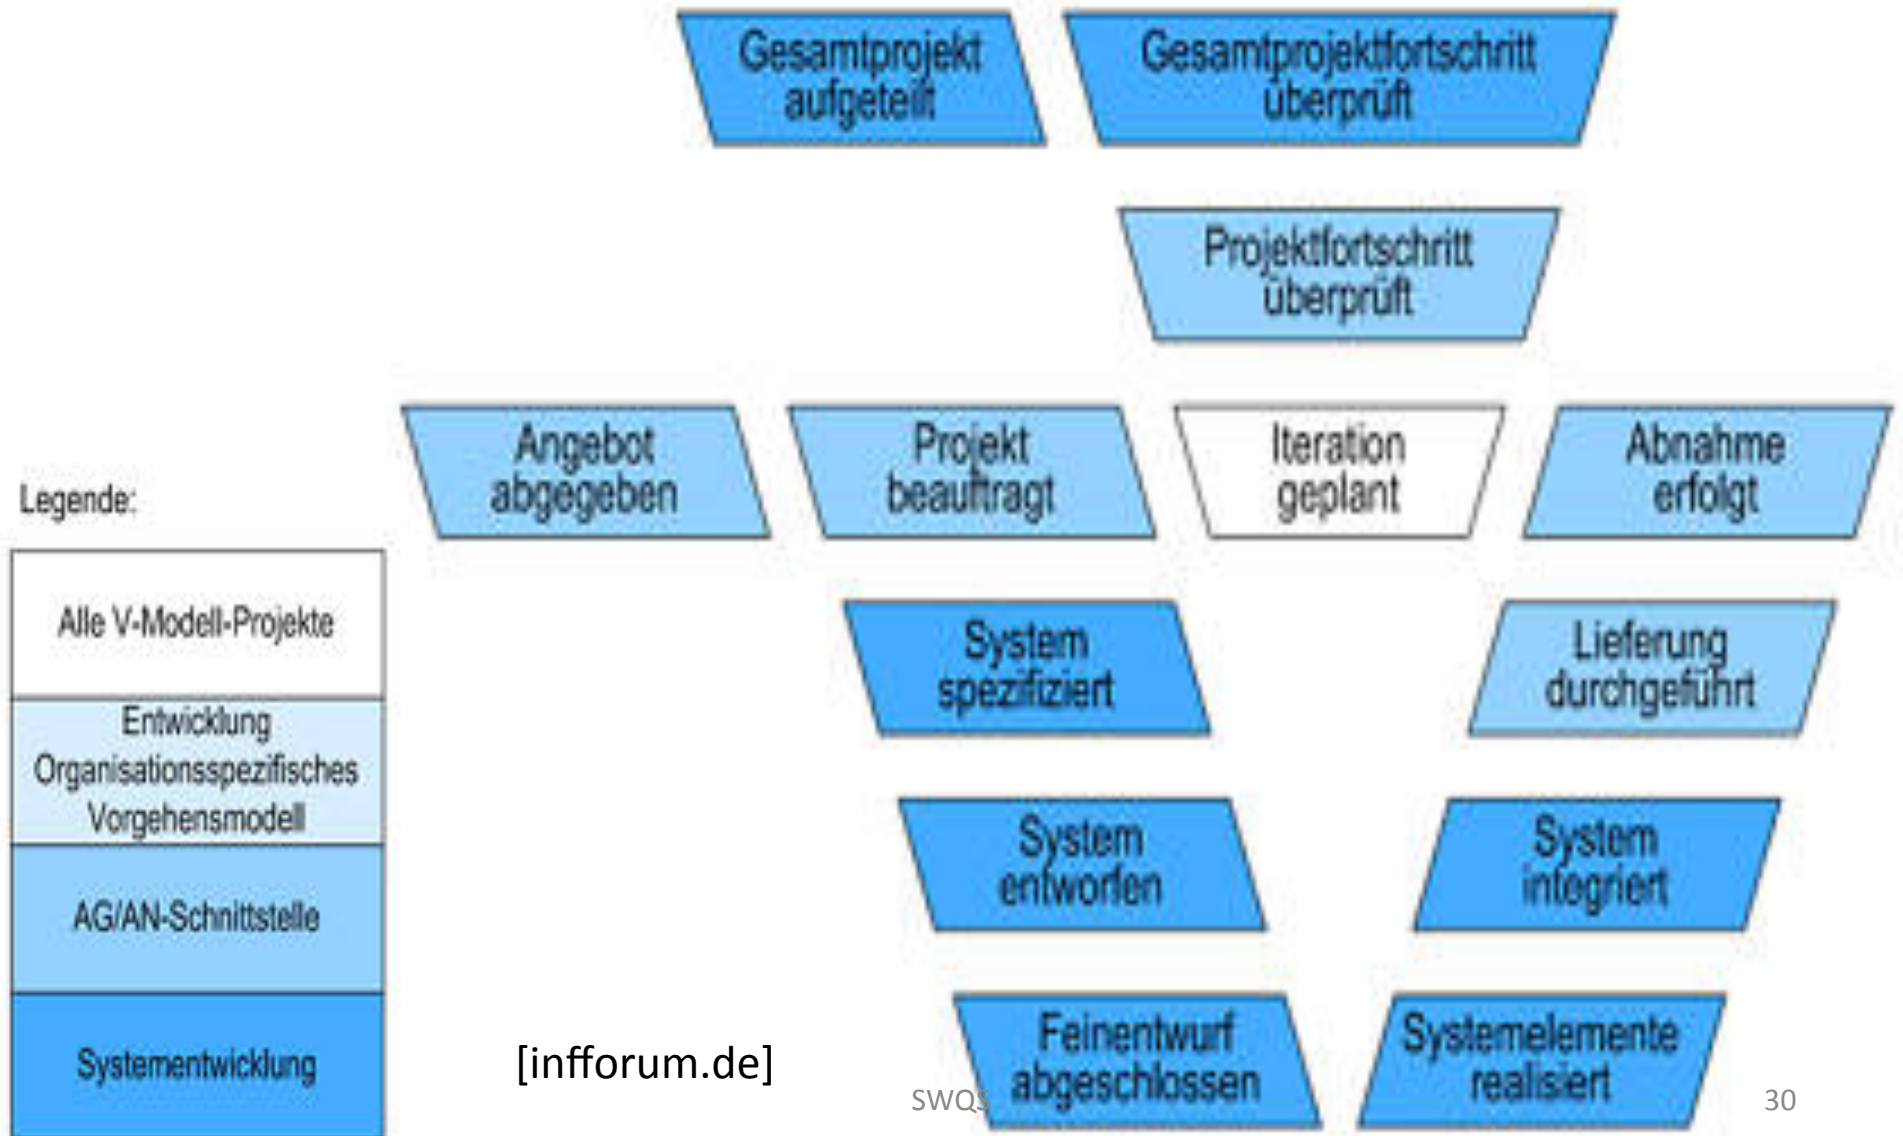 Gesamtprojekt
aufgeteilt
Gesamtprojektfortschritt
überprüft
Projektfortschritt
überprüft
Angebot
abgegeben
Projekt
beauftragt
Iteration
geplant
Abnahme
erfolgt
Legende:
Alle V-Modell-Projekte
Entwicklung
Organisationsspezifisches
Vorgehensmodell
AG/AN-Schnittstelle
Systementwicklung
System
spezifiziert
Lieferung
durchgeführt
System
entworfen
System
integriert
Feinentwurf
abgeschlossen
Systemelemente
realisiert
[infforum.de]
SWQS
30